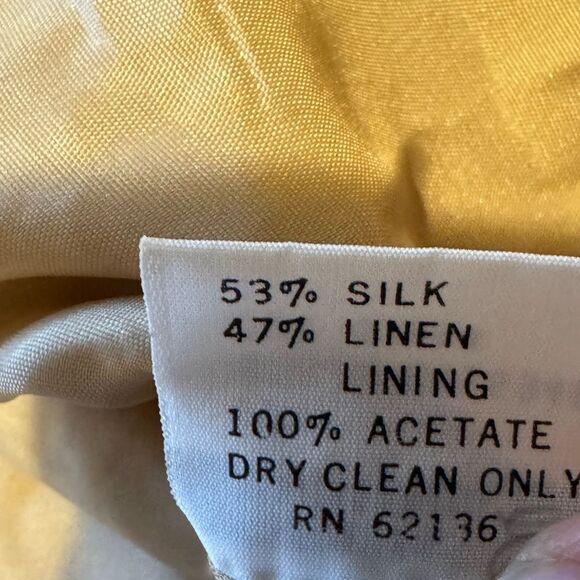 53% SILK
47% LINEN
LINING
100% ACETATE
DRY CLEAN ONLY
RN 62136